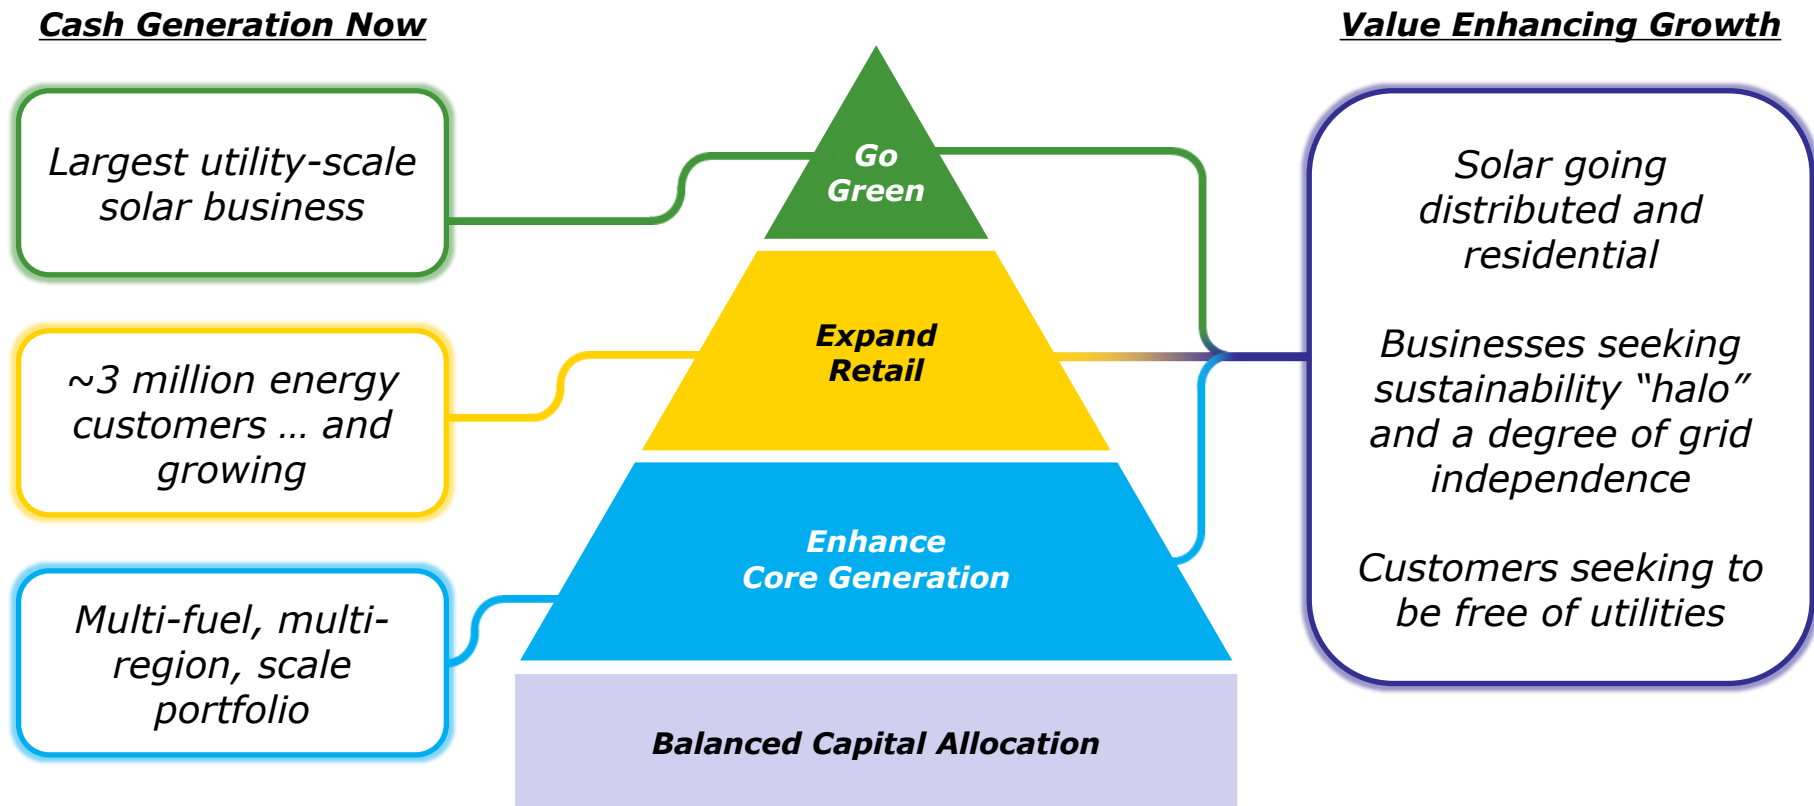 Cash Generation Now
Largest utility-scale
solar business
~3 million energy
customers … and
growing
Multi-fuel, multi-
region, scale
portfolio
Go
Green
Expand
Retail
Enhance
Core Generation
Balanced Capital Allocation
Value Enhancing Growth
Solar going
distributed and
residential
Businesses seeking
sustainability “halo”
and a degree of grid
independence
Customers seeking to
be free of utilities